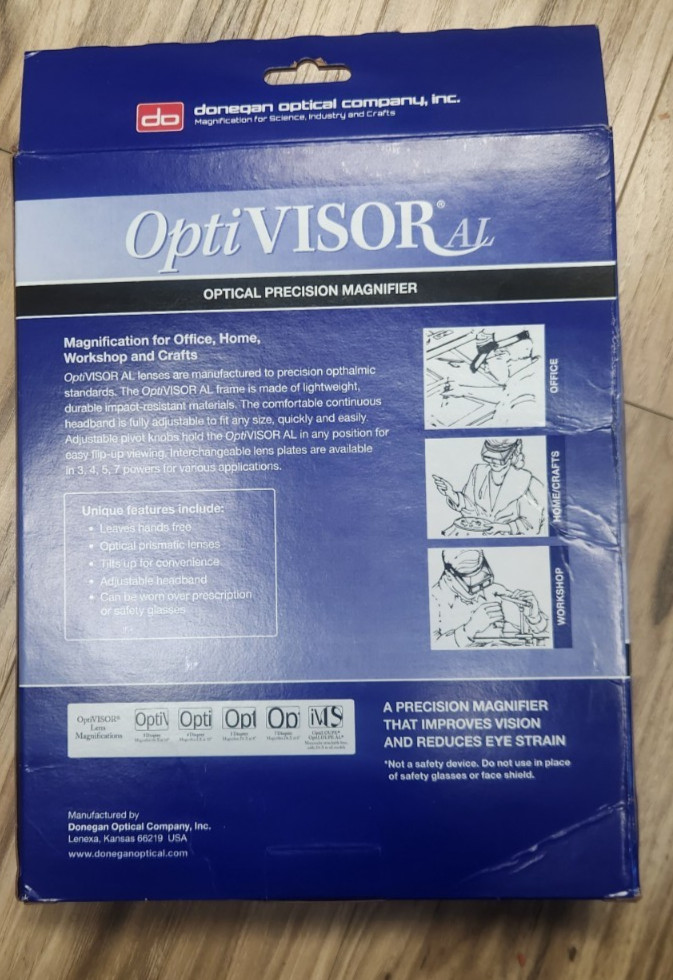 do
donegan optical company, inc.
Magnification for Science, Industry and Crafts
OptiVISOR® AL
OPTICAL PRECISION MAGNIFIER
Magnification for Office, Home,
Workshop and Crafts
OptiVISOR AL lenses are manufactured to precision opthalmic
standards. The OptiVISOR AL frame is made of lightweight,
durable impact-resistant materials. The comfortable continuous
headband is fully adjustable to fit any size, quickly and easily.
Adjustable pivot knobs hold the OptiVISOR AL in any position for
easy flip-up viewing. Interchangeable lens plates are available
in 3, 4, 5, 7 powers for various applications.
Unique features include:
• Leaves hands free
• Optical prismatic lenses
• Tilts up for convenience
• Adjustable headband
• Can be worn over prescription
or safety glasses
OFFICE
HOME/CRAFTS
WORKSHOP
OptiVISOR®
Lens
Magnifications
Opti
Opti
Opt
Op
A PRECISION MAGNIFIER
THAT IMPROVES VISION
AND REDUCES EYE STRAIN
*Not a safety device. Do not use in place
of safety glasses or face shield.
Manufactured by
Donegan Optical Company, Inc.
Lenexa, Kansas 66219 USA
www.doneganoptical.com